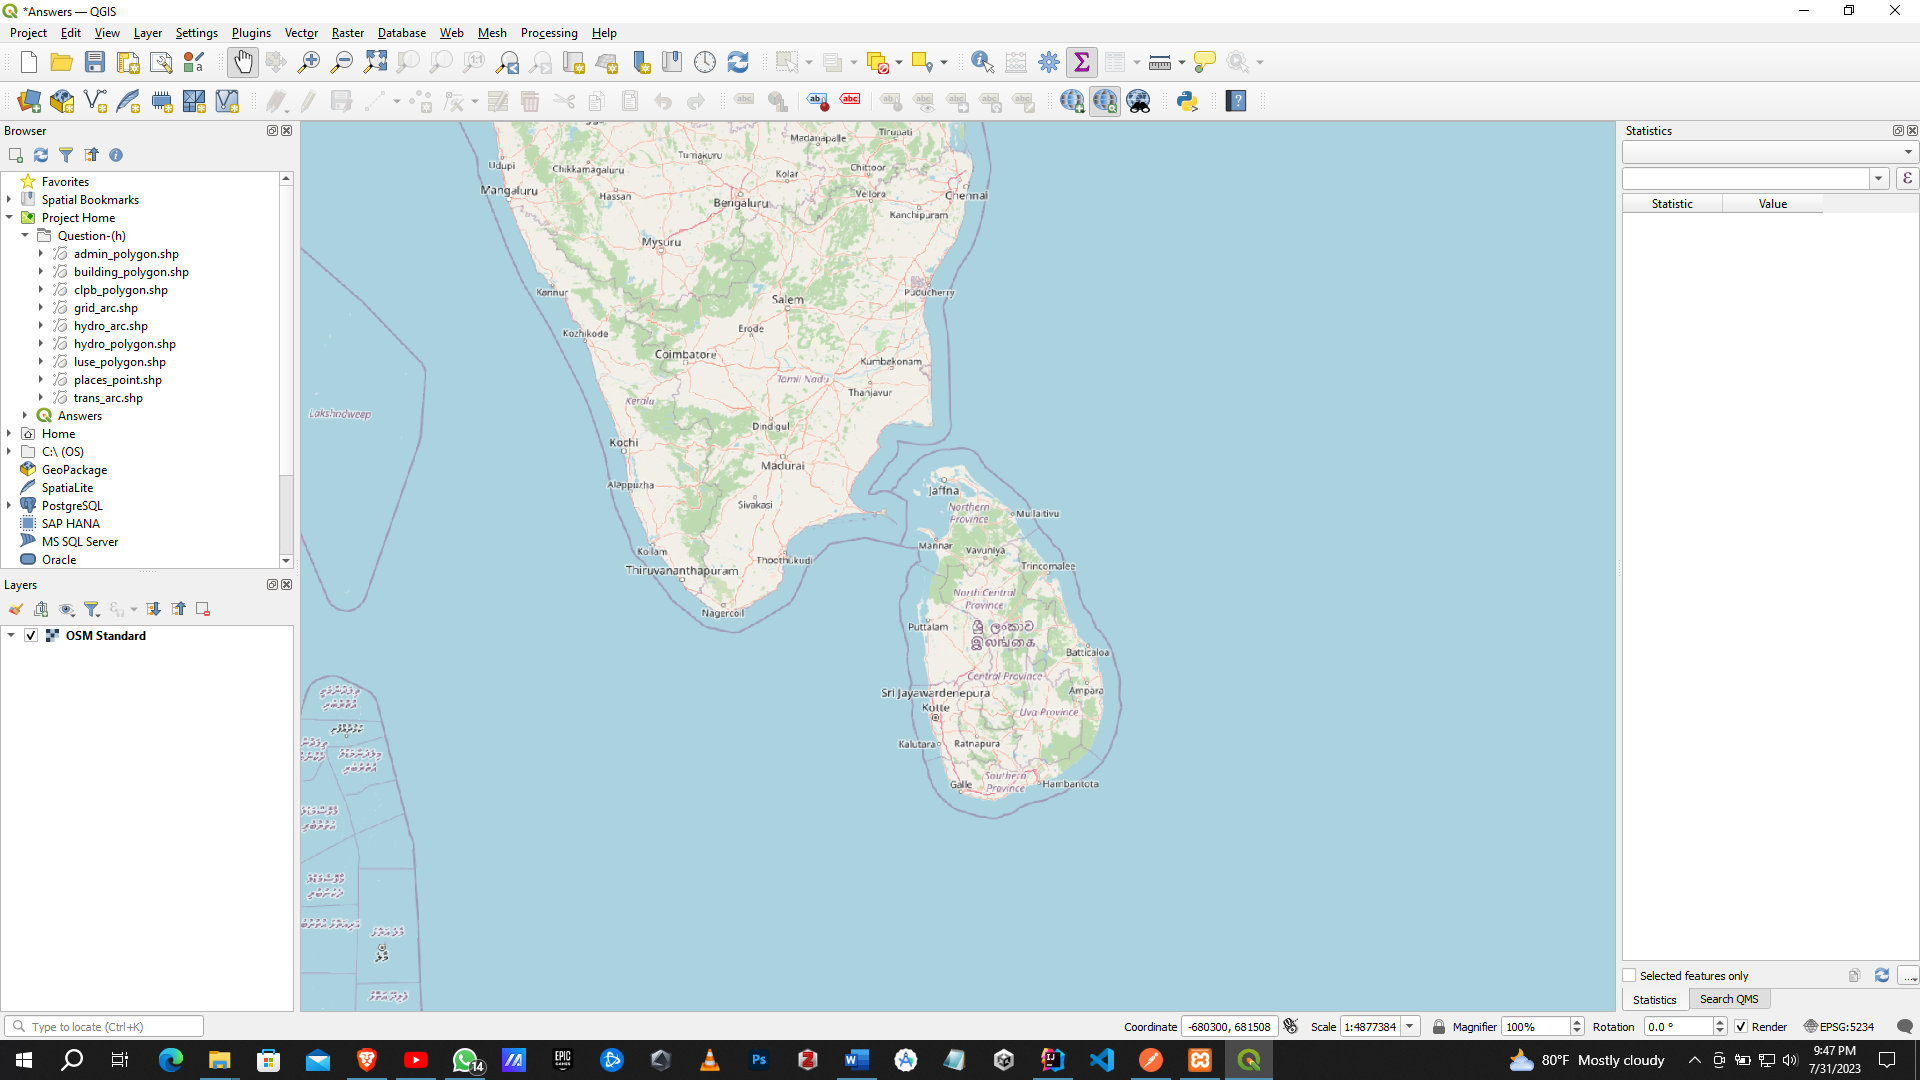 *Answers — QGIS
Project Edit View Layer Settings Plugins Vector Raster Database Web Mesh Processing Help
Browser
Favorites
Spatial Bookmarks
Project Home
Question-(h)
admin_polygon.shp
building_polygon.shp
clpb_polygon.shp
grid_arc.shp
hydro_arc.shp
hydro_polygon.shp
luse_polygon.shp
places_point.shp
trans_arc.shp
Answers
Home
C:\ (OS)
GeoPackage
SpatiaLite
PostgreSQL
SAP HANA
MS SQL Server
Oracle
Layers
OSM Standard
Madanapalle
Tirupati
Tumakuru
Udupi
Chikkamagaluru
Kolar
Chittoor
Mangaluru
Hassan
Bengaluru
Vellore
Chennai
Kanchipuram
Mysuru
Kannur
Salem
Puducherry
Kozhikode
Erode
Coimbatore
Kumbakonam
Tamil Nadu
Thanjavur
Kerala
Lakshadweep
Dindigul
Kochi
Madurai
Alappuzha
Sivakasi
Jaffna
Northern
Province
Mullaitivu
Kollam
Thoothukudi
Mannar
Vavuniya
Thiruvananthapuram
Trincomalee
Nagercoil
North Central
Province
Puttalam
ශ්‍රී ලංකාව
இலங்கை
Batticaloa
Central Province
Sri Jayawardenepura
Kotte
Ampara
Uva Province
Kalutara
Ratnapura
Southern
Province
Galle
Hambantota
Statistics
Statistic Value
Selected features only
Statistics Search QMS
Type to locate (Ctrl+K)
Coordinate -680300, 681508 Scale 1:4877384 Magnifier 100% Rotation 0.0 ° Render EPSG:5234
14
80°F Mostly cloudy
9:47 PM
7/31/2023